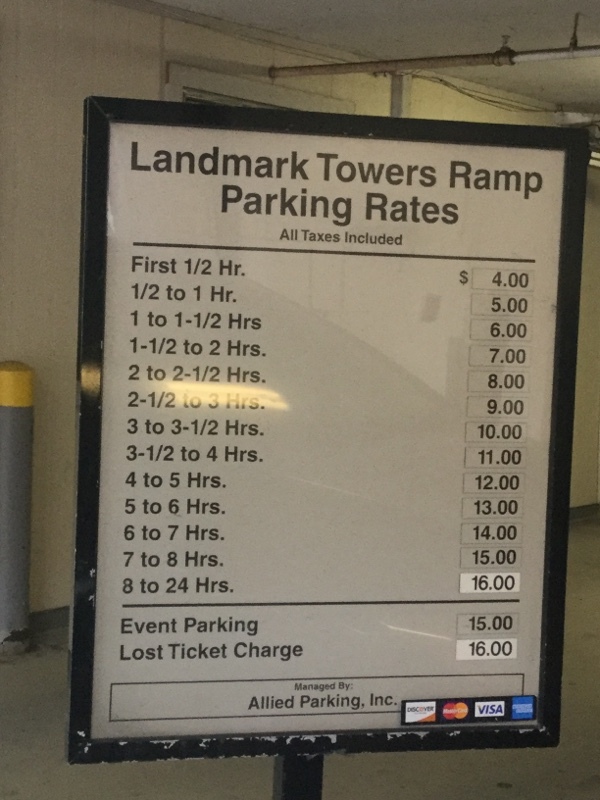 Landmark Towers Ramp
Parking Rates
All Taxes Included
First 1/2 Hr. $ 4.00
1/2 to 1 Hr. 5.00
1 to 1-1/2 Hrs 6.00
1-1/2 to 2 Hrs. 7.00
2 to 2-1/2 Hrs. 8.00
2-1/2 to 3 Hrs. 9.00
3 to 3-1/2 Hrs. 10.00
3-1/2 to 4 Hrs. 11.00
4 to 5 Hrs. 12.00
5 to 6 Hrs. 13.00
6 to 7 Hrs. 14.00
7 to 8 Hrs. 15.00
8 to 24 Hrs. 16.00
Event Parking 15.00
Lost Ticket Charge 16.00
Managed By:
Allied Parking, Inc.
DISCOVER MasterCard VISA